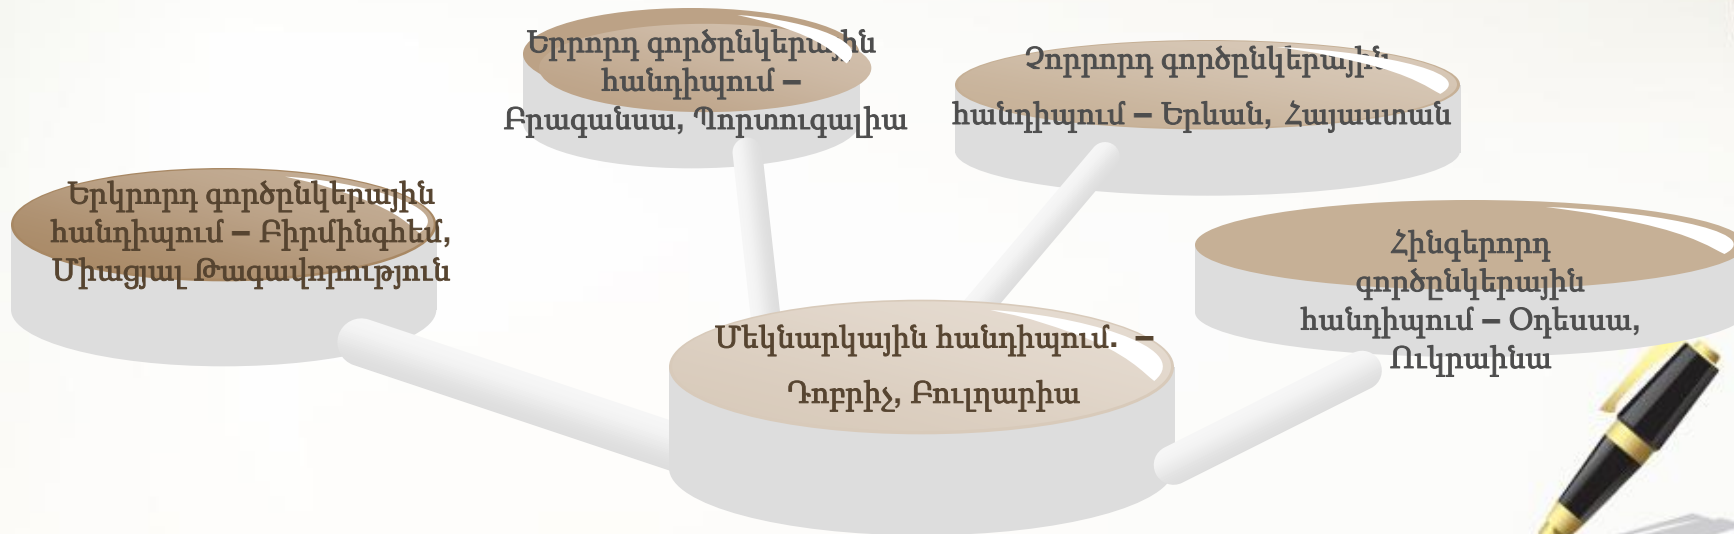 Երրորդ գործընկերային
հանդիպում –
Բրագանսա, Պորտուգալիա
Չորրորդ գործընկերային
հանդիպում – Երևան, Հայաստան
Երկրորդ գործընկերային
հանդիպում – Բիրմինգհեմ,
Միացյալ Թագավորություն
Հինգերորդ
գործընկերային
հանդիպում – Օդեսսա,
Ուկրաինա
Մեկնարկային հանդիպում. –
Դոբրիչ, Բուլղարիա